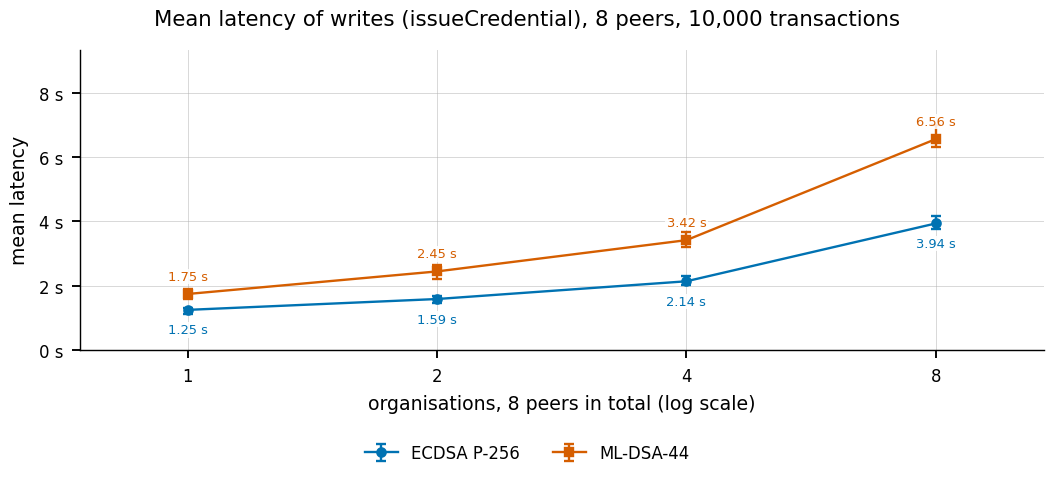 Mean latency of writes (issueCredential), 8 peers, 10,000 transactions
mean latency
8 s
6 s
4 s
2 s
0 s
6.56 s
3.42 s
2.45 s
1.75 s
3.94 s
2.14 s
1.59 s
1.25 s
1 2 4 8
organisations, 8 peers in total (log scale)
ECDSA P-256 ML-DSA-44